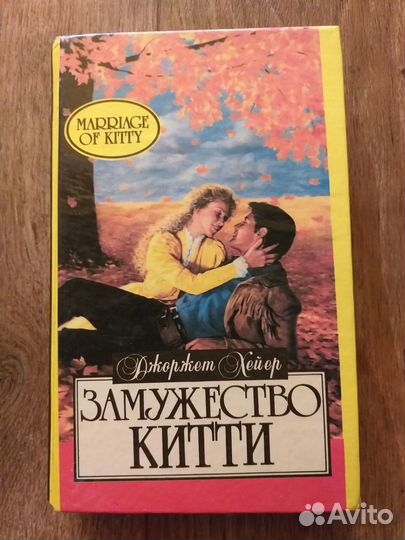 MARRIAGE
OF KITTY
Джоржет Хейер
ЗАМУЖЕСТВО
КИТТИ
Avito